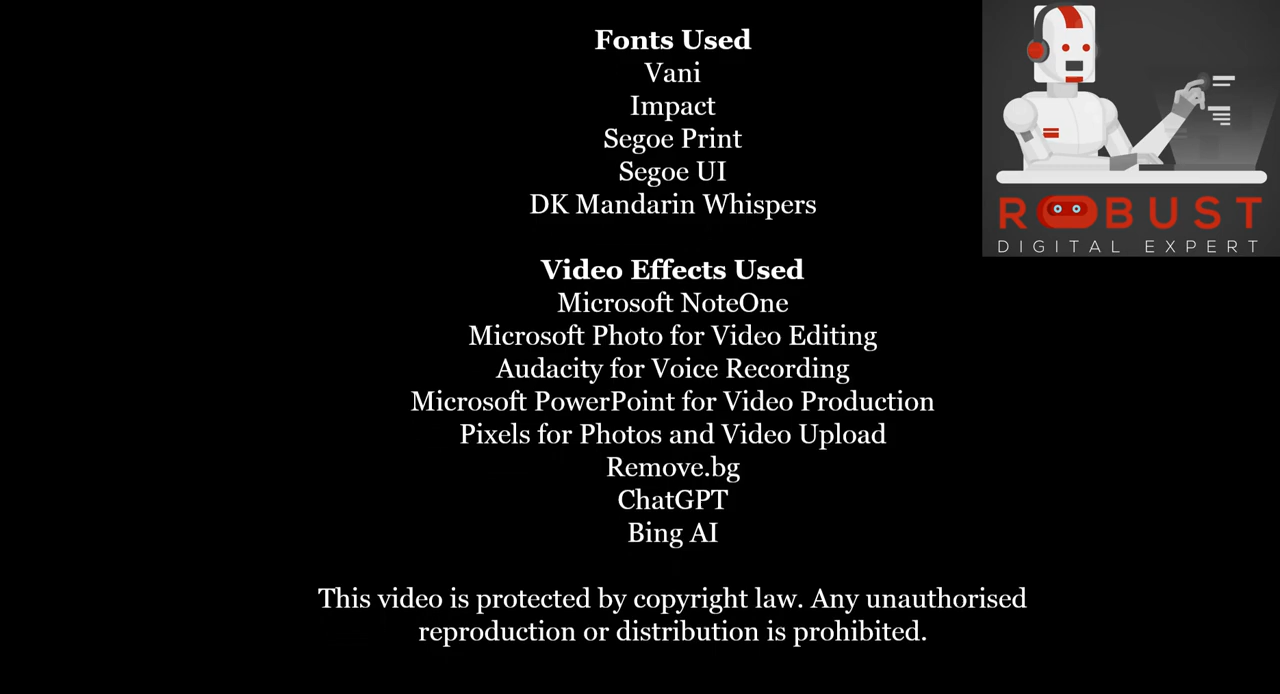 Fonts Used
Vani
Impact
Segoe Print
Segoe UI
DK Mandarin Whispers
Video Effects Used
Microsoft NoteOne
Microsoft Photo for Video Editing
Audacity for Voice Recording
Microsoft PowerPoint for Video Production
Pixels for Photos and Video Upload
Remove.bg
ChatGPT
Bing AI
This video is protected by copyright law. Any unauthorised
reproduction or distribution is prohibited.
ROBUST
DIGITAL EXPERT